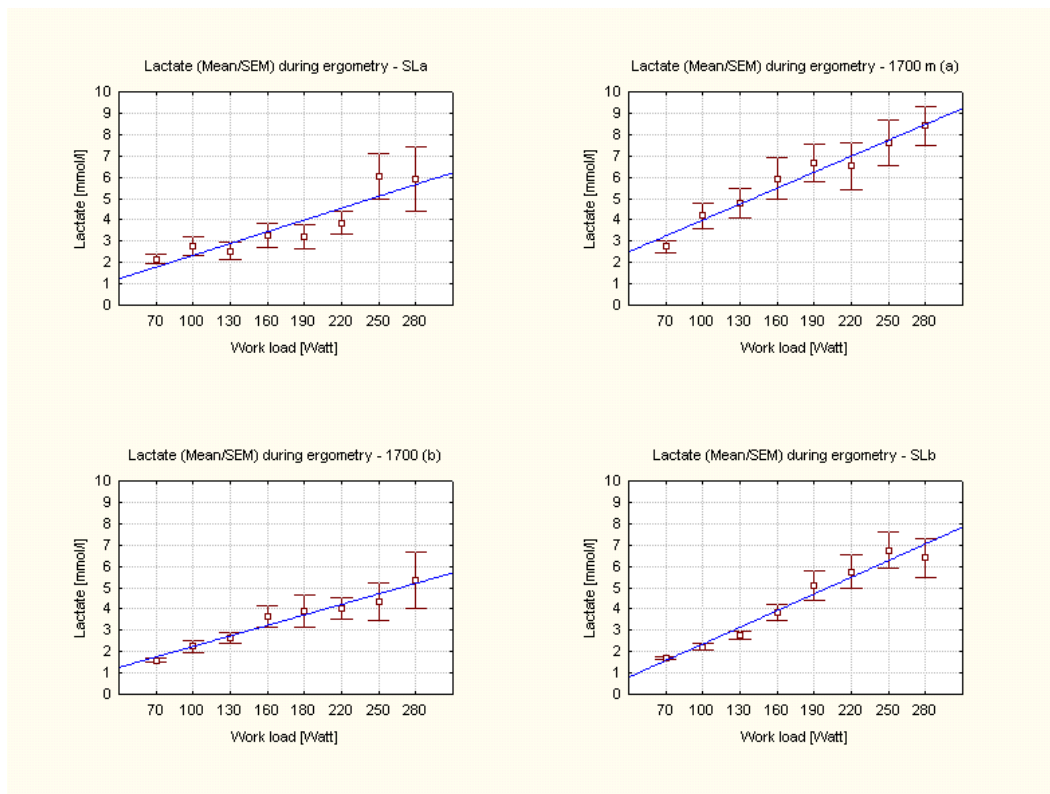 Lactate (Mean/SEM) during ergometry - SLa
10
9
8
7
6
5
4
3
2
1
0
Lactate [mmol/l]
70 100 130 160 190 220 250 280
Work load [Watt]
Lactate (Mean/SEM) during ergometry - 1700 m (a)
10
9
8
7
6
5
4
3
2
1
0
Lactate [mmol/l]
70 100 130 160 190 220 250 280
Work load [Watt]
Lactate (Mean/SEM) during ergometry - 1700 (b)
10
9
8
7
6
5
4
3
2
1
0
Lactate [mmol/l]
70 100 130 160 190 220 250 280
Work load [Watt]
Lactate (Mean/SEM) during ergometry - SLb
10
9
8
7
6
5
4
3
2
1
0
Lactate [mmol/l]
70 100 130 160 190 220 250 280
Work load [Watt]